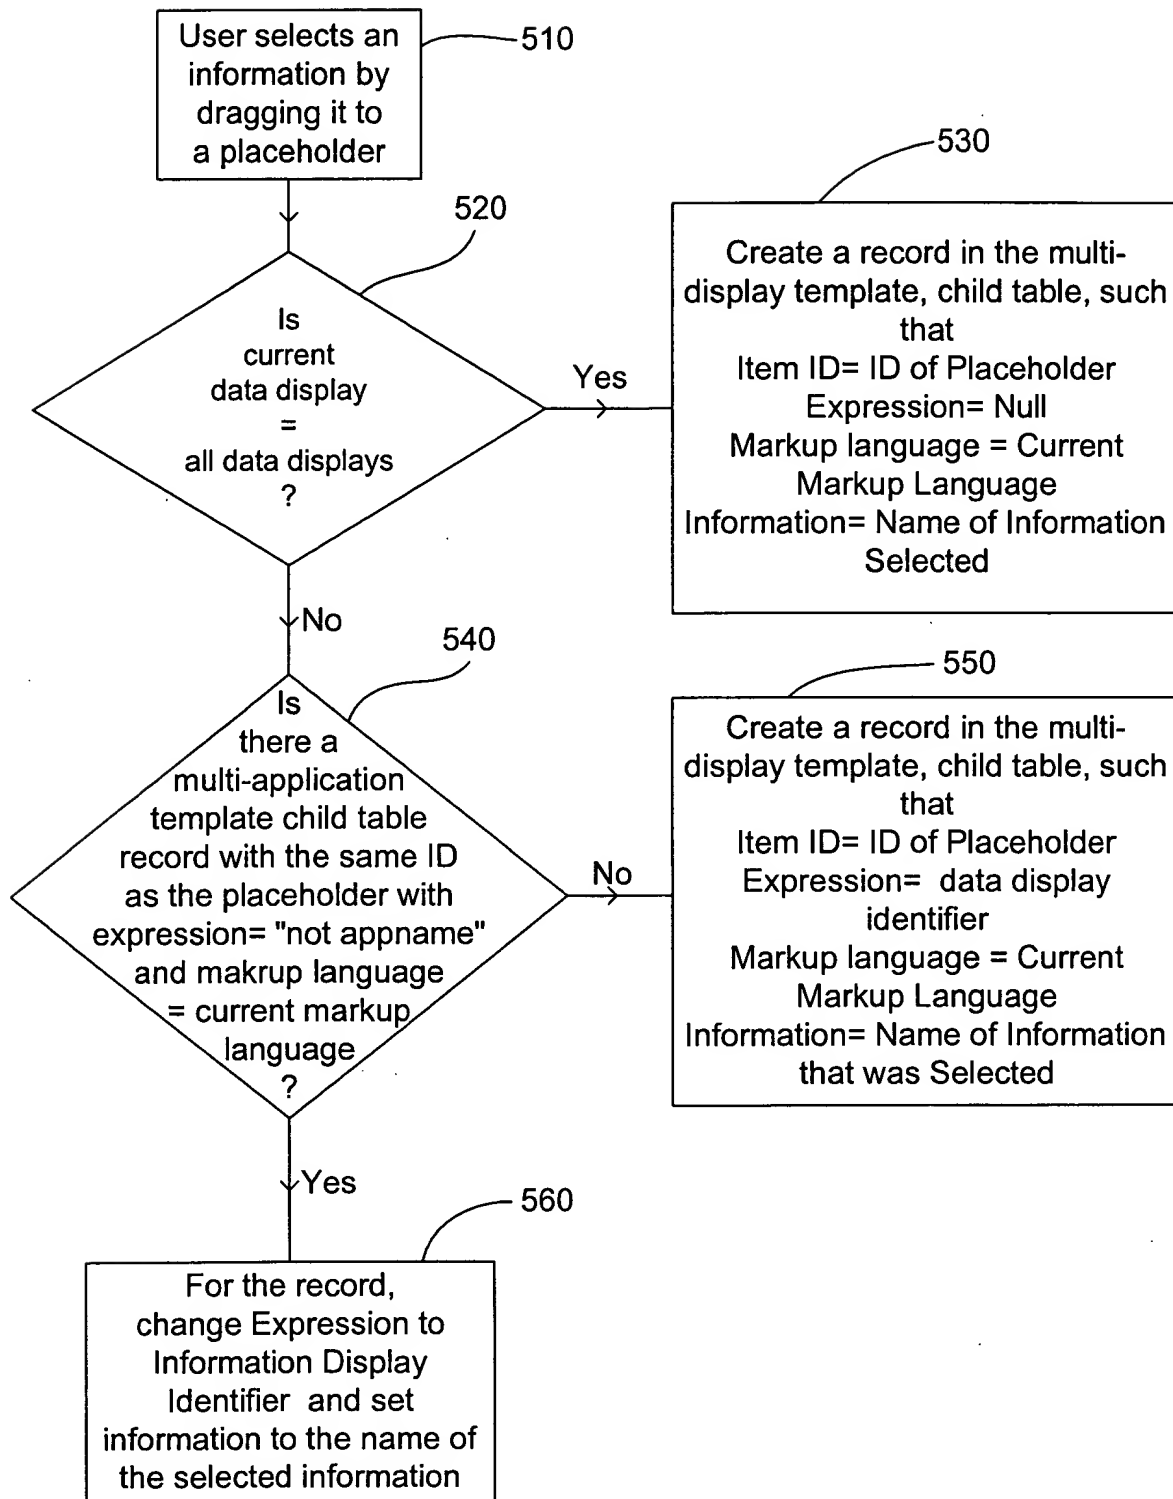 User selects an
information by
dragging it to
a placeholder
510
520
Is
current
data display
=
all data displays
?
Yes
530
Create a record in the multi-
display template, child table, such
that
Item ID= ID of Placeholder
Expression= Null
Markup language = Current
Markup Language
Information= Name of Information
Selected
No
540
Is
there a
multi-application
template child table
record with the same ID
as the placeholder with
expression= "not appname"
and makrup language
= current markup
language
?
No
550
Create a record in the multi-
display template, child table, such
that
Item ID= ID of Placeholder
Expression= data display
identifier
Markup language = Current
Markup Language
Information= Name of Information
that was Selected
Yes
560
For the record,
change Expression to
Information Display
Identifier and set
information to the name of
the selected information